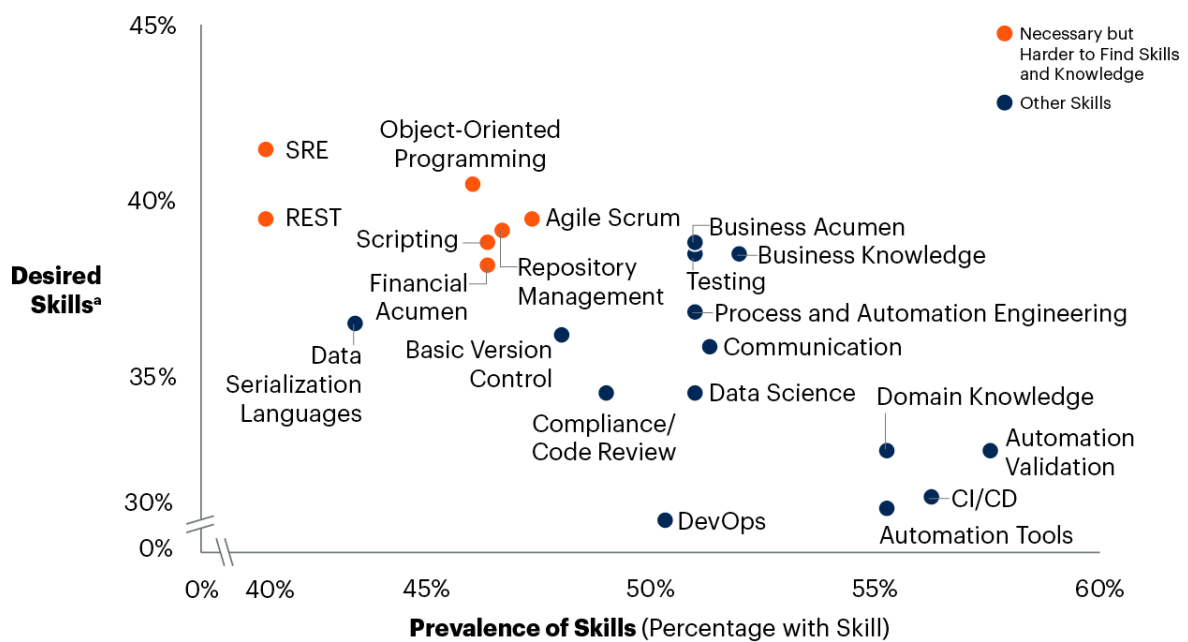 45%
Necessary but
Harder to Find Skills
and Knowledge
Other Skills
Object-Oriented
Programming
SRE
40%
REST
Agile Scrum
Business Acumen
Scripting
Business Knowledge
Desired
Skillsª
Financial
Acumen
Repository
Management
Testing
Process and Automation Engineering
Data
Serialization
Languages
Basic Version
Control
Communication
35%
Data Science
Domain Knowledge
Compliance/
Code Review
Automation
Validation
30%
CI/CD
DevOps
Automation Tools
0%
0% 40% 45% 50% 55% 60%
Prevalence of Skills (Percentage with Skill)